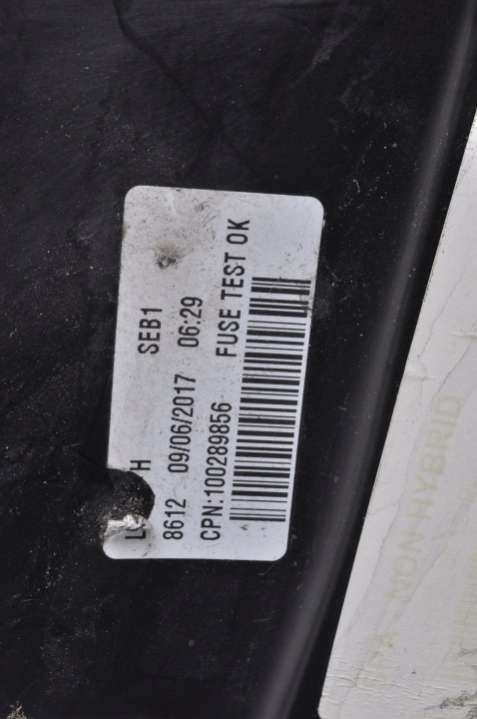 H SEB1
8612 09/06/2017 06:29
CPN:100289856 FUSE TEST OK
NON-HYBRID